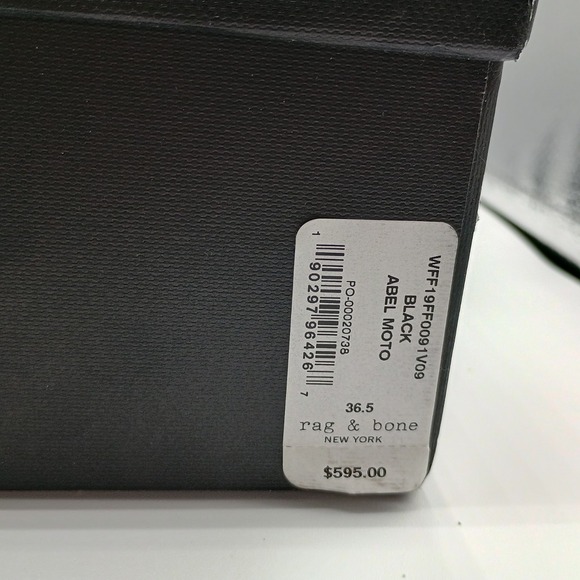 WFF19FF0091V09
BLACK
ABEL MOTO
PO-00020738
1 90297 96426 7
36.5
rag & bone
NEW YORK
$595.00